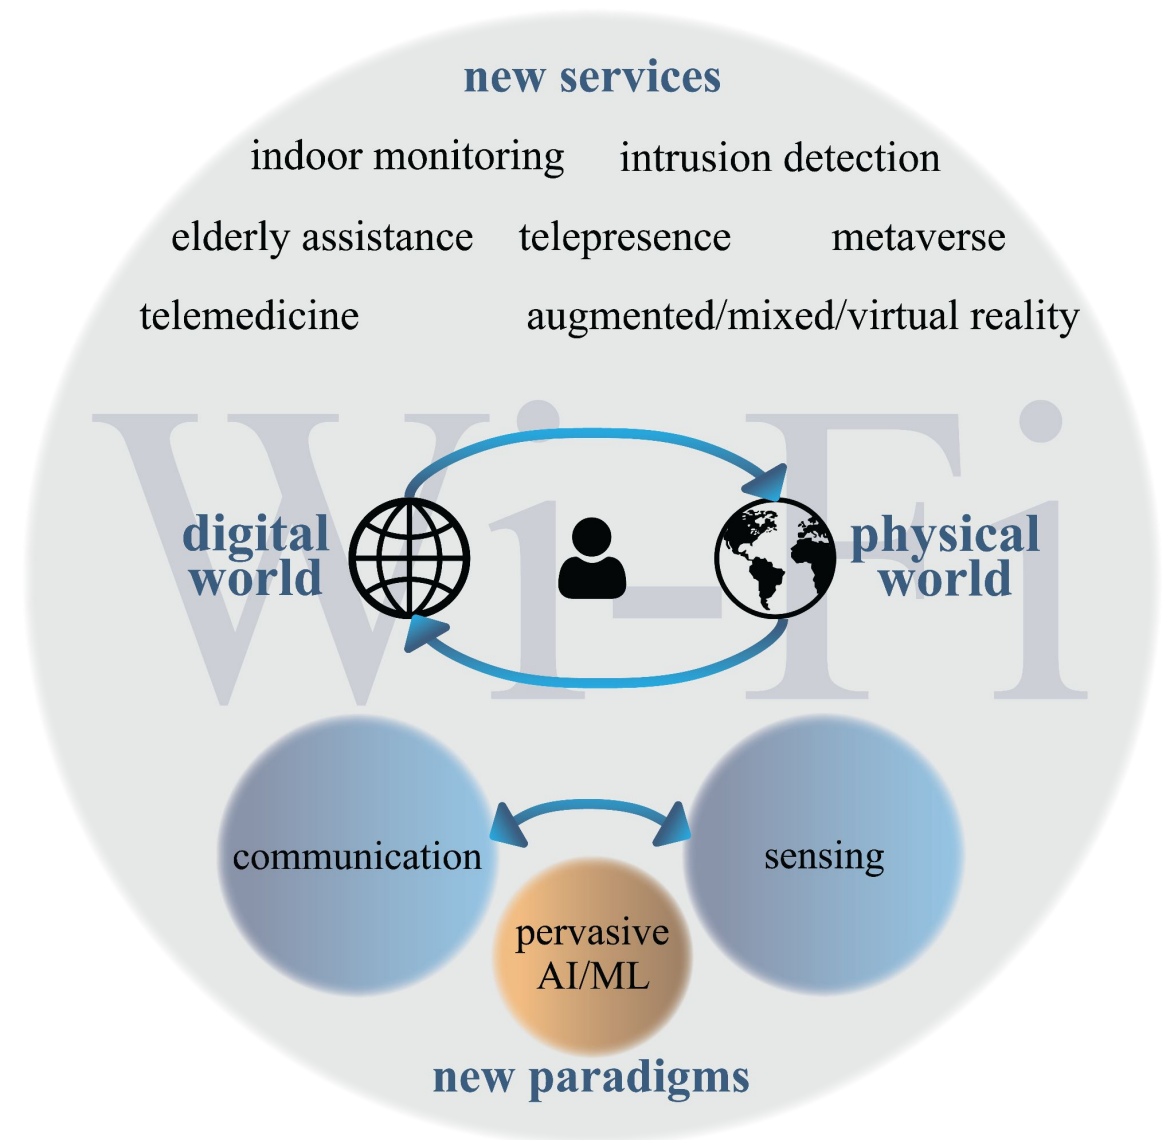 new services
indoor monitoring intrusion detection
elderly assistance telepresence metaverse
telemedicine augmented/mixed/virtual reality
Wi-Fi
digital
world
physical
world
communication
sensing
pervasive
AI/ML
new paradigms